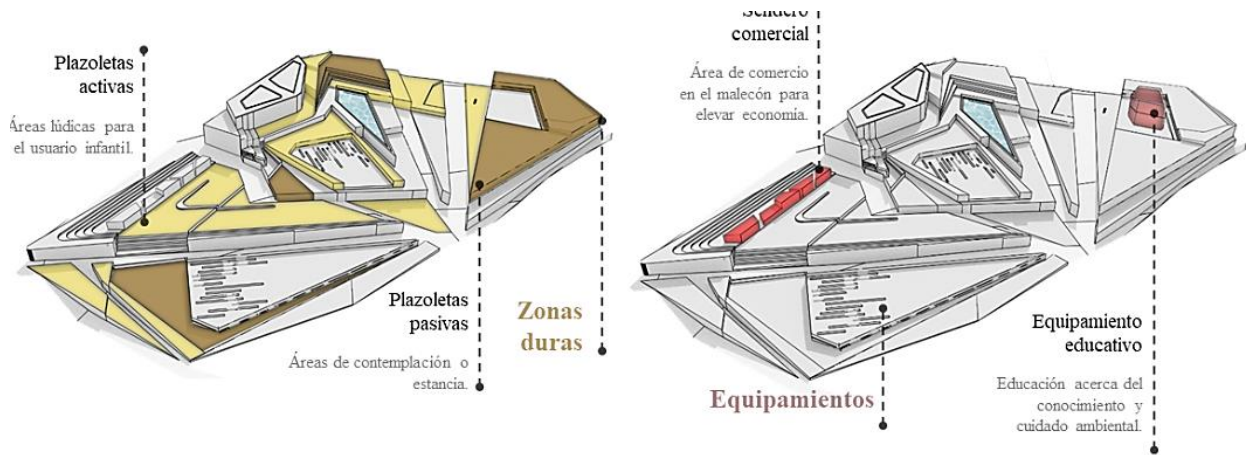 Plazoletas
activas
Áreas lúdicas para
el usuario infantil.
Plazoletas
pasivas
Áreas de contemplación o
estancia.
Zonas
duras
Sendero
comercial
Área de comercio
en el malecón para
elevar economía.
Equipamientos
Equipamiento
educativo
Educación acerca del
conocimiento y
cuidado ambiental.